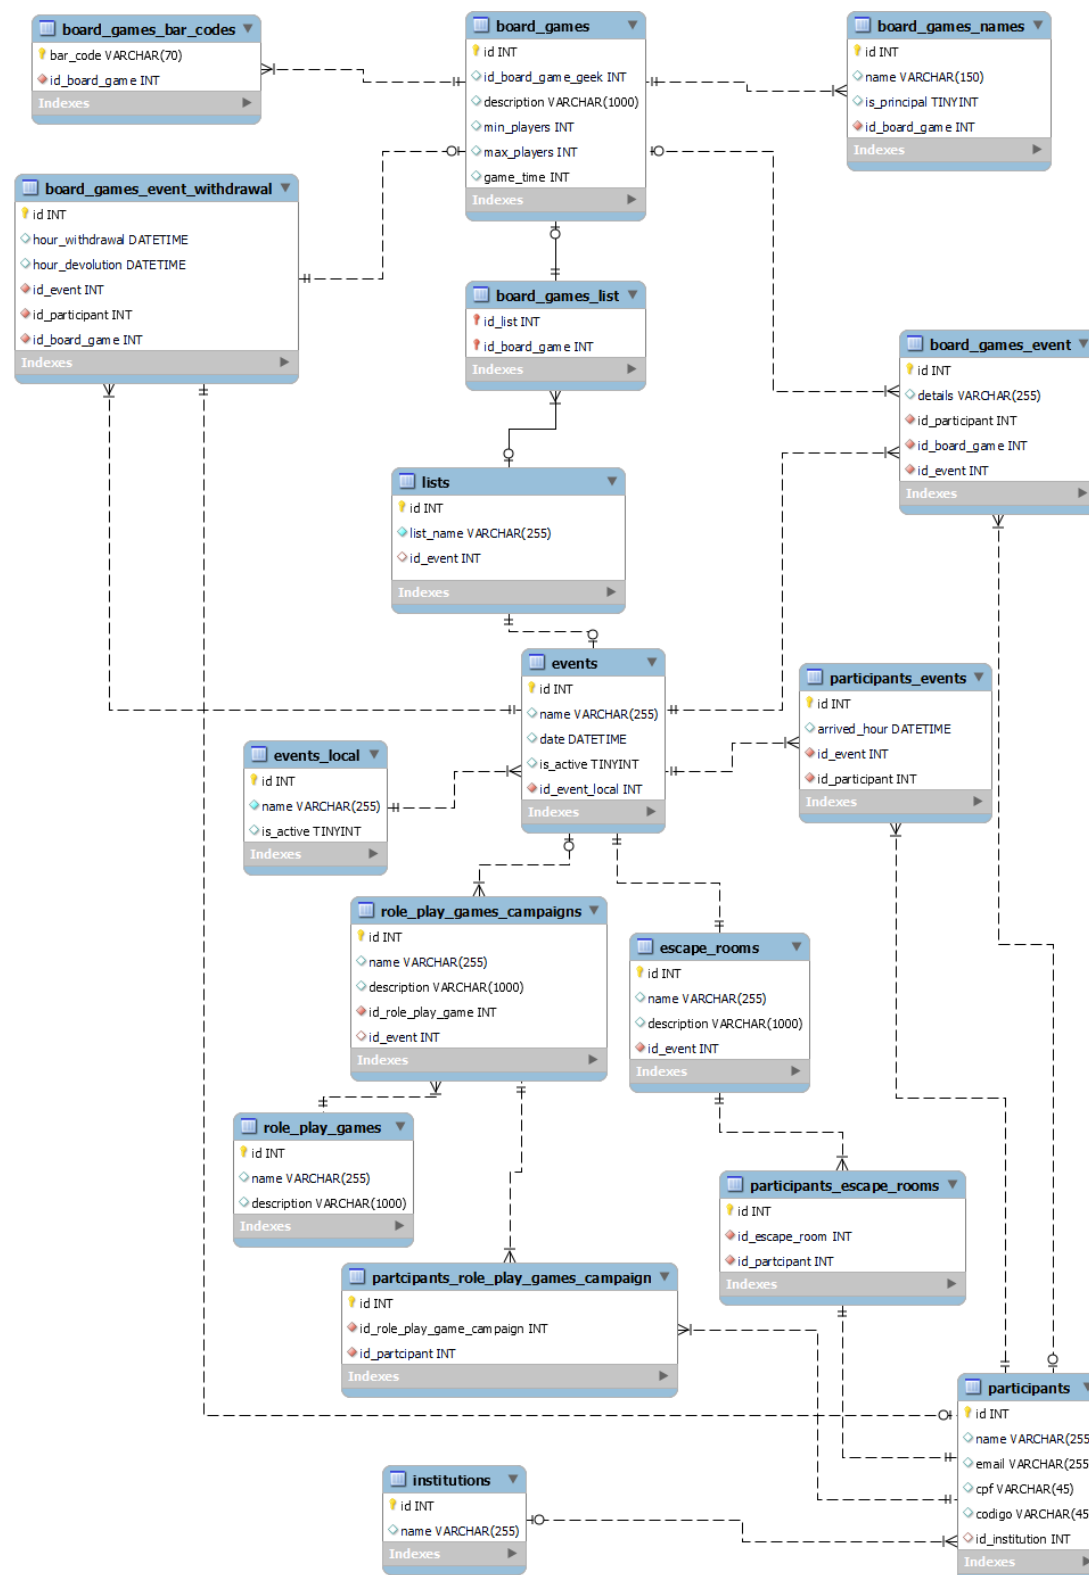 board_games_bar_codes
bar_code VARCHAR(70)
id_board_game INT
Indexes
board_games
id INT
id_board_game_geek INT
description VARCHAR(1000)
min_players INT
max_players INT
game_time INT
Indexes
board_games_names
id INT
name VARCHAR(150)
is_principal TINYINT
id_board_game INT
Indexes
board_games_event_withdrawal
id INT
hour_withdrawal DATETIME
hour_devolution DATETIME
id_event INT
id_participant INT
id_board_game INT
Indexes
board_games_list
id_list INT
id_board_game INT
Indexes
board_games_event
id INT
details VARCHAR(255)
id_participant INT
id_board_game INT
id_event INT
Indexes
lists
id INT
list_name VARCHAR(255)
id_event INT
Indexes
events
id INT
name VARCHAR(255)
date DATETIME
is_active TINYINT
id_event_local INT
Indexes
participants_events
id INT
arrived_hour DATETIME
id_event INT
id_participant INT
Indexes
events_local
id INT
name VARCHAR(255)
is_active TINYINT
Indexes
role_play_games_campaigns
id INT
name VARCHAR(255)
description VARCHAR(1000)
id_role_play_game INT
id_event INT
Indexes
escape_rooms
id INT
name VARCHAR(255)
description VARCHAR(1000)
id_event INT
Indexes
role_play_games
id INT
name VARCHAR(255)
description VARCHAR(1000)
Indexes
participants_escape_rooms
id INT
id_escape_room INT
id_partcipant INT
Indexes
partcipants_role_play_games_campaign
id INT
id_role_play_game_campaign INT
id_partcipant INT
Indexes
participants
id INT
name VARCHAR(255
email VARCHAR(255
cpf VARCHAR(45)
codigo VARCHAR(45
id_institution INT
Indexes
institutions
id INT
name VARCHAR(255)
Indexes